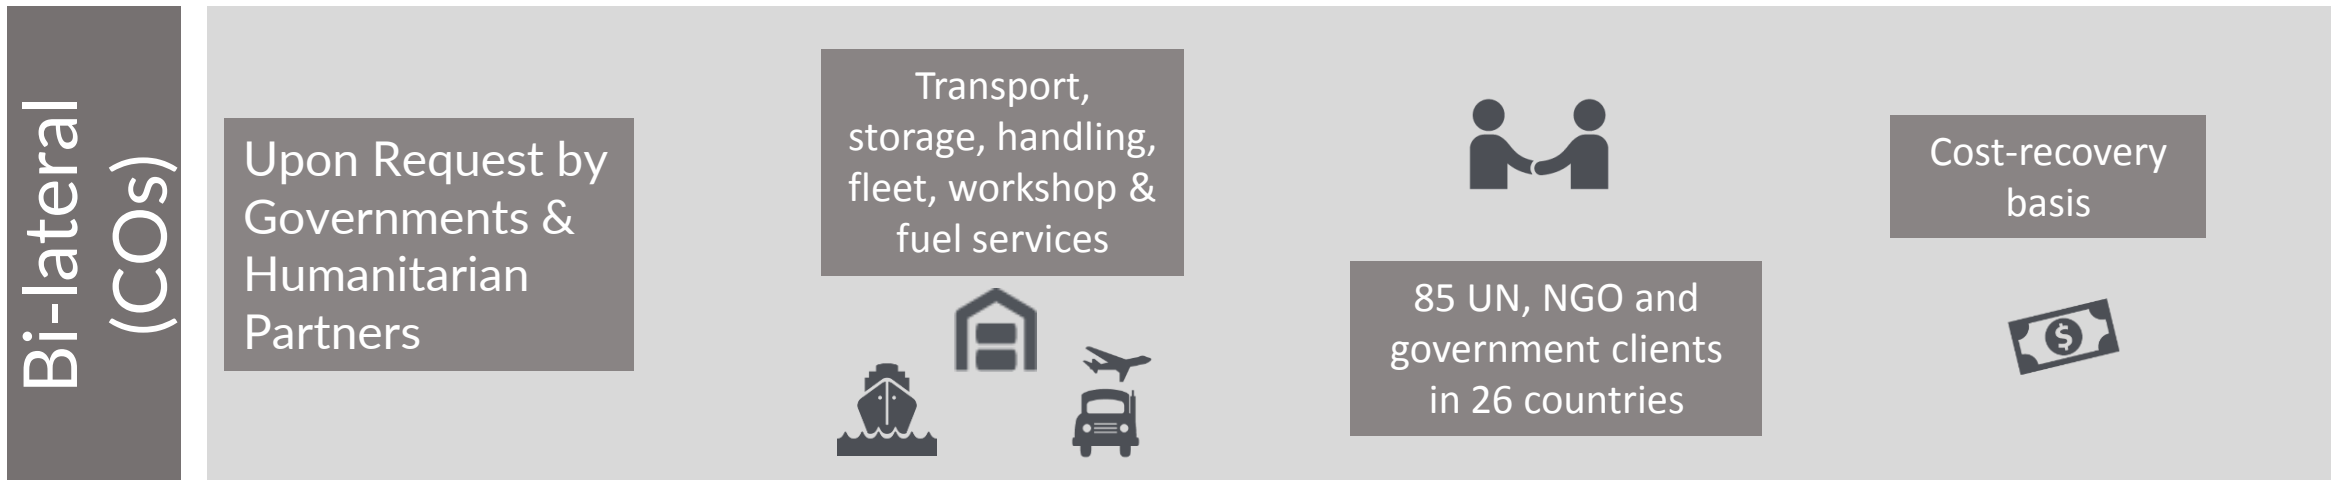 Bi-lateral
(COs)
Upon Request by
Governments &
Humanitarian
Partners
Transport,
storage, handling,
fleet, workshop &
fuel services
85 UN, NGO and
government clients
in 26 countries
Cost-recovery
basis
$